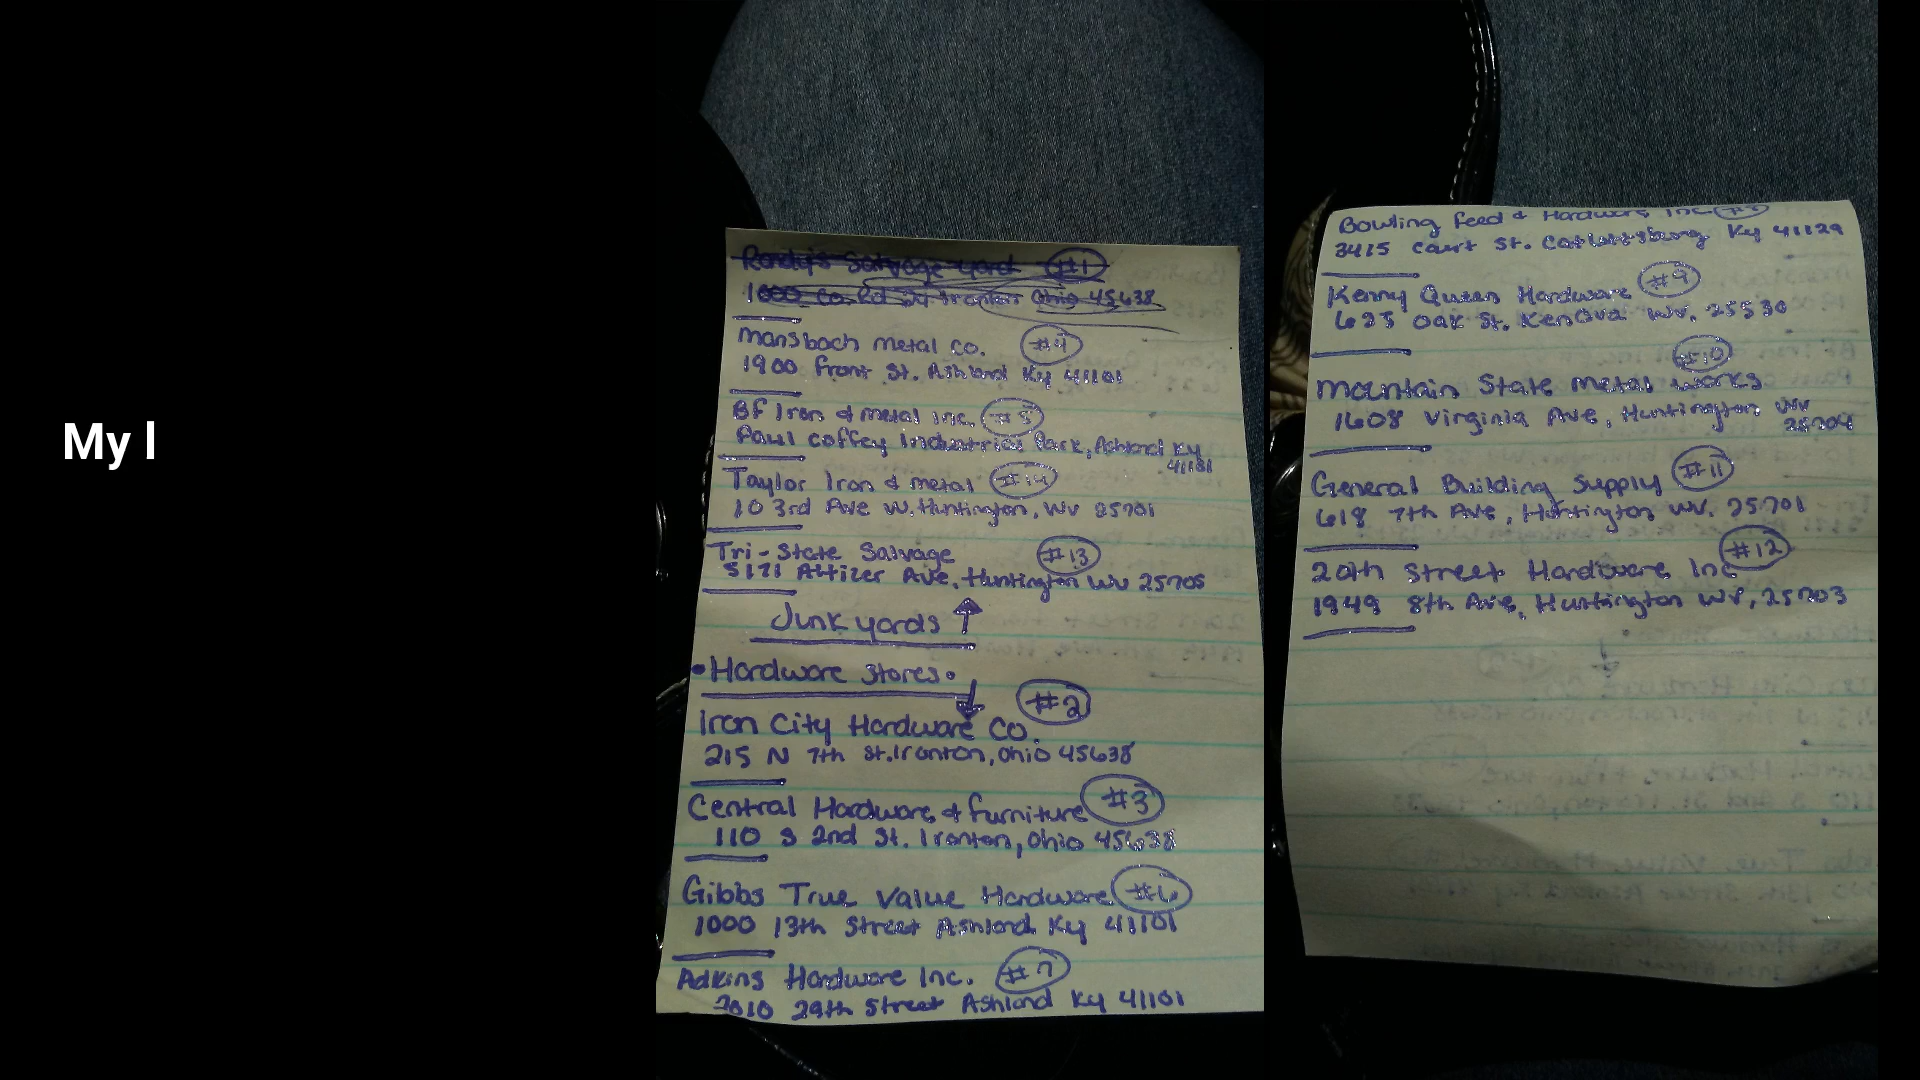 My l
Randy's Salvage Yard #1
1000 Co. Rd Ironton Ohio 45638
Mansbach Metal Co. #4
1900 Front St. Ashland Ky 41101
BF Iron & metal Inc. #5
Paul Coffey Industrial Park, Ashland Ky
41101
Taylor Iron & metal #14
10 3rd Ave W. Huntington, WV 25701
Tri-State Salvage #13
5171 Altizer Ave, Huntington WV 25705
Junkyards ↑
• Hardware Stores •
↓ #2
Iron City Hardware Co.
215 N 7th St. Ironton, Ohio 45638
Central Hardware & furniture #3
110 S 2nd St. Ironton, Ohio 45638
Gibbs True Value Hardware #6
1000 13th Street Ashland Ky 41101
Adkins Hardware Inc. #7
2010 29th Street Ashland Ky 41101
Bowling Feed & Hardware Inc #8
3415 Court St. Catlettsburg Ky 41129
Kenny Queen Hardware #9
625 Oak St. Kenova WV. 25530
#10
Mountain State Metal Works
1608 Virginia Ave, Huntington WV
25704
General Building Supply #11
618 7th Ave, Huntington WV. 25701
#12
20th Street Hardware Inc
1949 8th Ave, Huntington WV, 25703